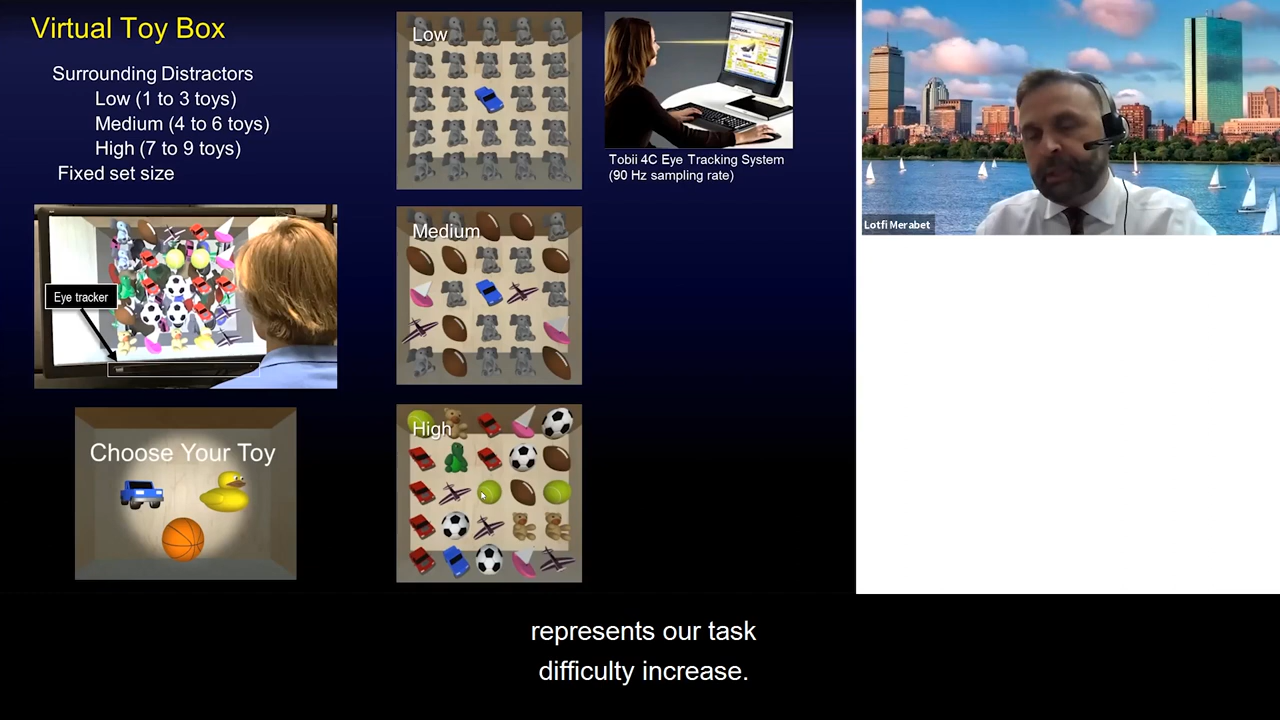 Virtual Toy Box
Surrounding Distractors
Low (1 to 3 toys)
Medium (4 to 6 toys)
High (7 to 9 toys)
Fixed set size
Eye tracker
Choose Your Toy
Low
Medium
High
Tobii 4C Eye Tracking System
(90 Hz sampling rate)
Lotfi Merabet
represents our task
difficulty increase.